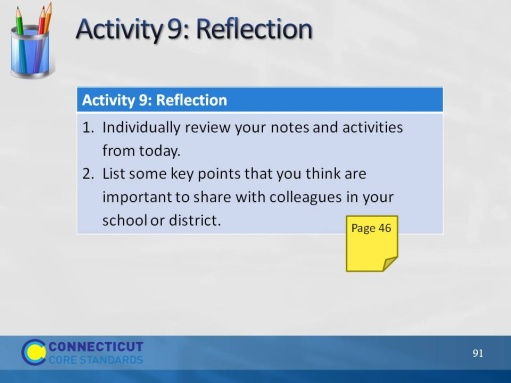 Activity 9: Reflection
Activity 9: Reflection
1. Individually review your notes and activities
from today.
2. List some key points that you think are
important to share with colleagues in your
school or district.
Page 46
CONNECTICUT
CORE STANDARDS
91